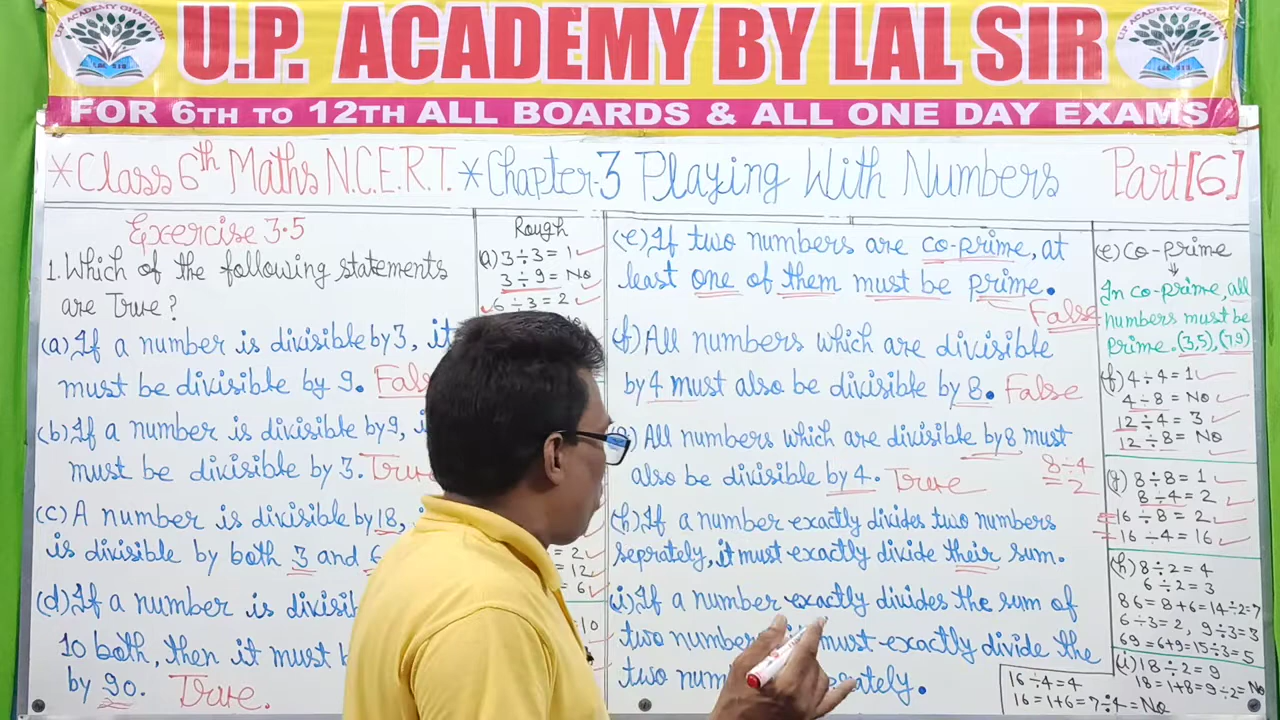 U.P. ACADEMY BY LAL SIR
FOR 6TH TO 12TH ALL BOARDS & ALL ONE DAY EXAMS
*Class 6th Maths N.C.E.R.T. *Chapter-3 Playing With Numbers Part[6]
Exercise 3.5
1. Which of the following statements
are True?
(a) If a number is divisible by 3, it
must be divisible by 9. Fals
(b) If a number is divisible by 9, i
must be divisible by 3. Tru
(c) A number is divisible by 18,
is divisible by both 3 and 6
(d) If a number is divisib
10 both, then it must b
by 90. True.
Rough
(a) 3÷3=1
3÷9=No
6÷3=2
=2
=12
=6
÷10
(e) If two numbers are co-prime, at
least one of them must be prime.
False
(f) All numbers which are divisible
by 4 must also be divisible by 8. False
All numbers which are divisible by 8 must
also be divisible by 4. True
8÷4
=2
(h) If a number exactly divides two numbers
seprately, it must exactly divide their sum.
(i) If a number exactly divides the sum of
two number must exactly divide the
two num rately.
(e) Co-prime
↓
In co-prime, all
numbers must be
prime. (3,5), (7,9)
(f) 4÷4=1
4÷8=No
12÷4=3
12÷8=No
(g) 8÷8=1
8÷4=2
16÷8=2
16÷4=16
(h) 8÷2=4
6÷2=3
86=8+6=14÷2=7
6÷3=2, 9÷3=3
69=6+9=15÷3=5
(i) 18÷2=9
18=1+8=9÷2=No
16÷4=4
16=1+6=7÷4=No